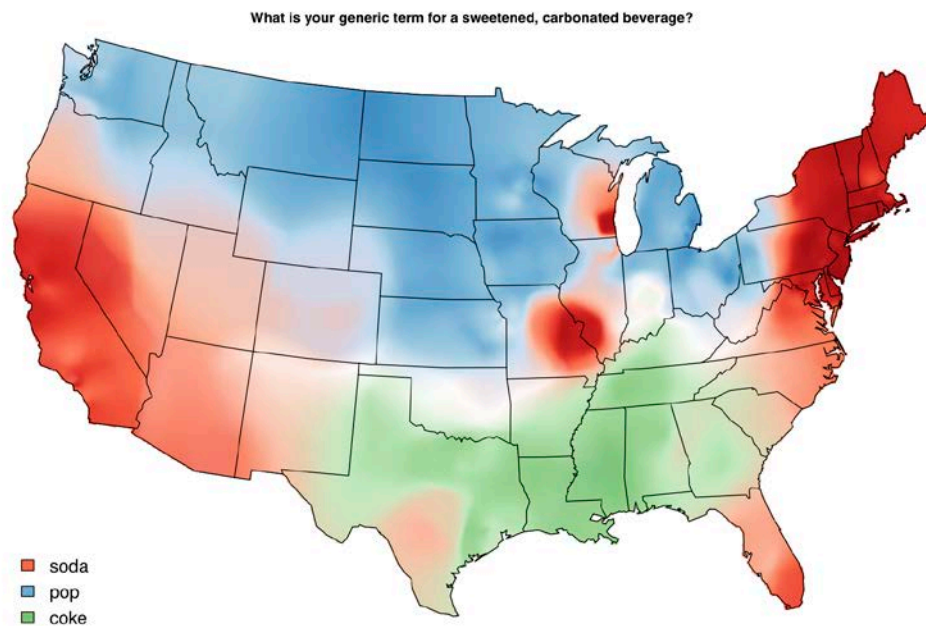 What is your generic term for a sweetened, carbonated beverage?
soda
pop
coke